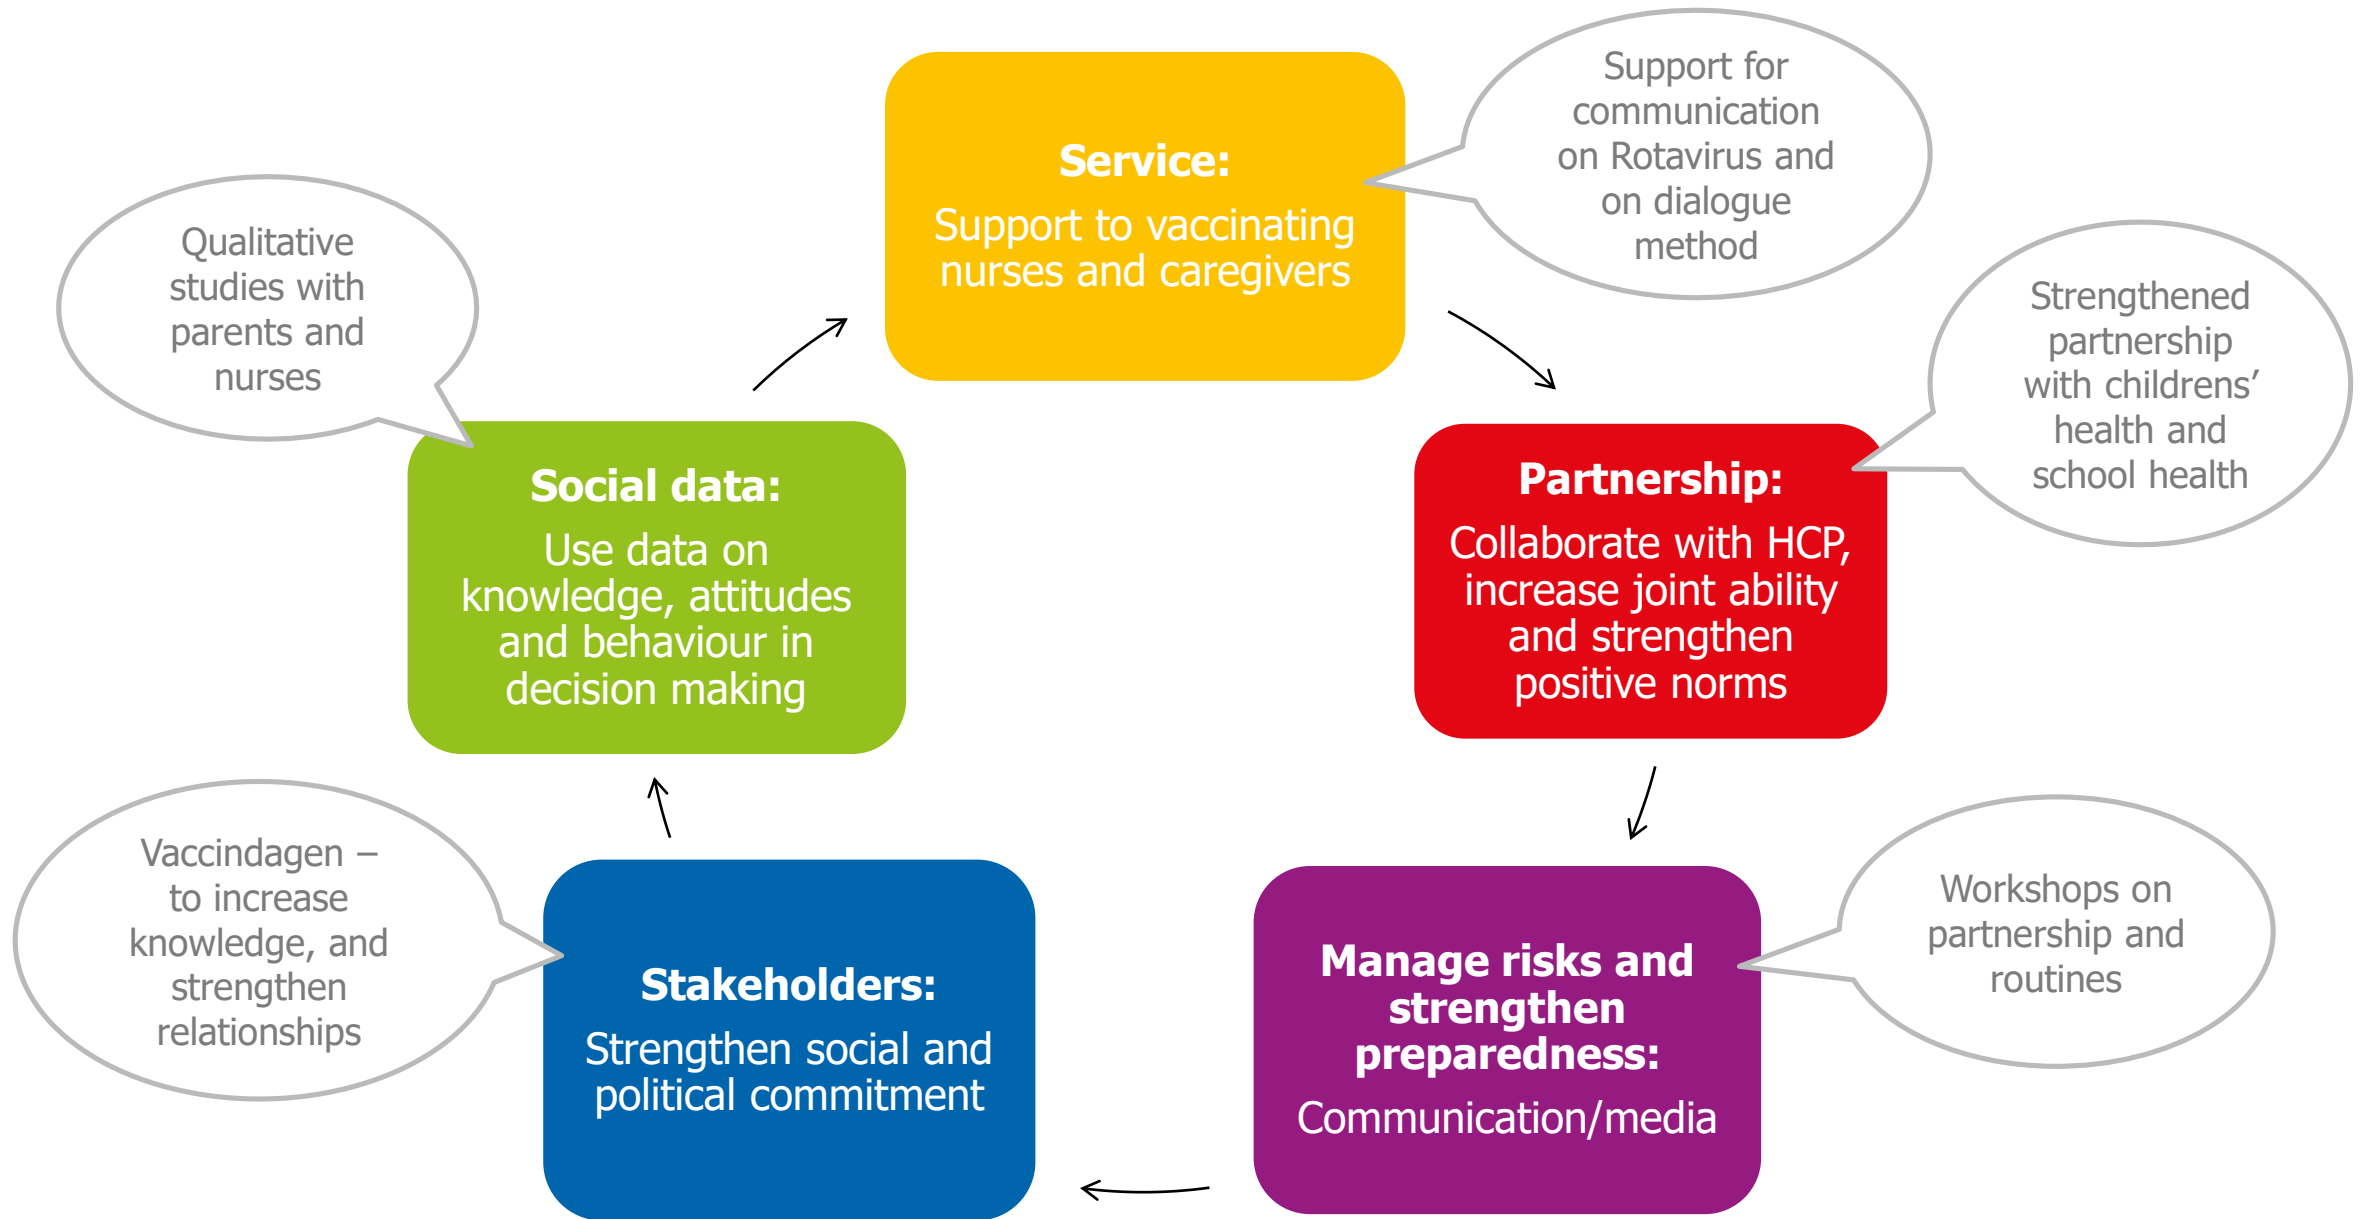 Service:
Support to vaccinating
nurses and caregivers
Support for
communication
on Rotavirus and
on dialogue
method
Partnership:
Collaborate with HCP,
increase joint ability
and strengthen
positive norms
Strengthened
partnership
with childrens’
health and
school health
Manage risks and
strengthen
preparedness:
Communication/media
Workshops on
partnership and
routines
Stakeholders:
Strengthen social and
political commitment
Vaccindagen –
to increase
knowledge, and
strengthen
relationships
Social data:
Use data on
knowledge, attitudes
and behaviour in
decision making
Qualitative
studies with
parents and
nurses